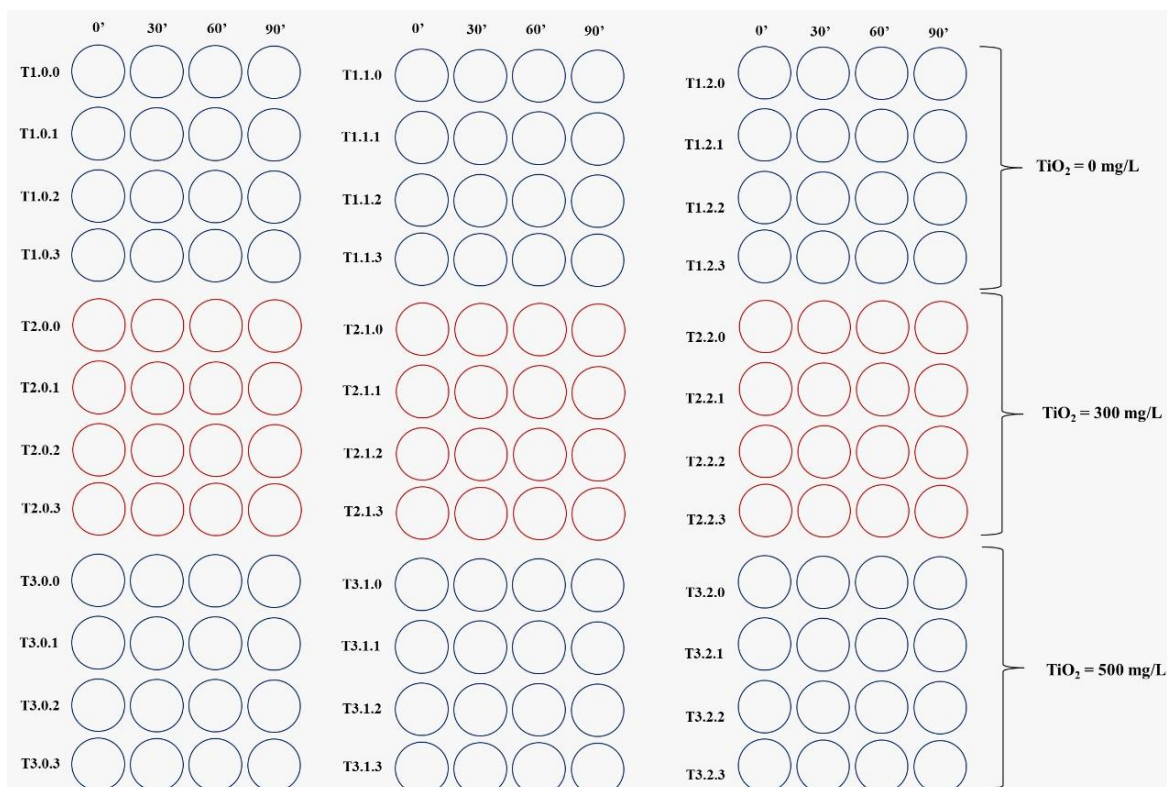 0’ 30’ 60’ 90’ 0’ 30’ 60’ 90’ 0’ 30’ 60’ 90’
T1.0.0 T1.1.0 T1.2.0
T1.0.1 T1.1.1 T1.2.1
TiO₂ = 0 mg/L
T1.0.2 T1.1.2 T1.2.2
T1.0.3 T1.1.3 T1.2.3
T2.0.0 T2.1.0 T2.2.0
T2.0.1 T2.1.1 T2.2.1
TiO₂ = 300 mg/L
T2.0.2 T2.1.2 T2.2.2
T2.0.3 T2.1.3 T2.2.3
T3.0.0 T3.1.0 T3.2.0
T3.0.1 T3.1.1 T3.2.1
TiO₂ = 500 mg/L
T3.0.2 T3.1.2 T3.2.2
T3.0.3 T3.1.3 T3.2.3